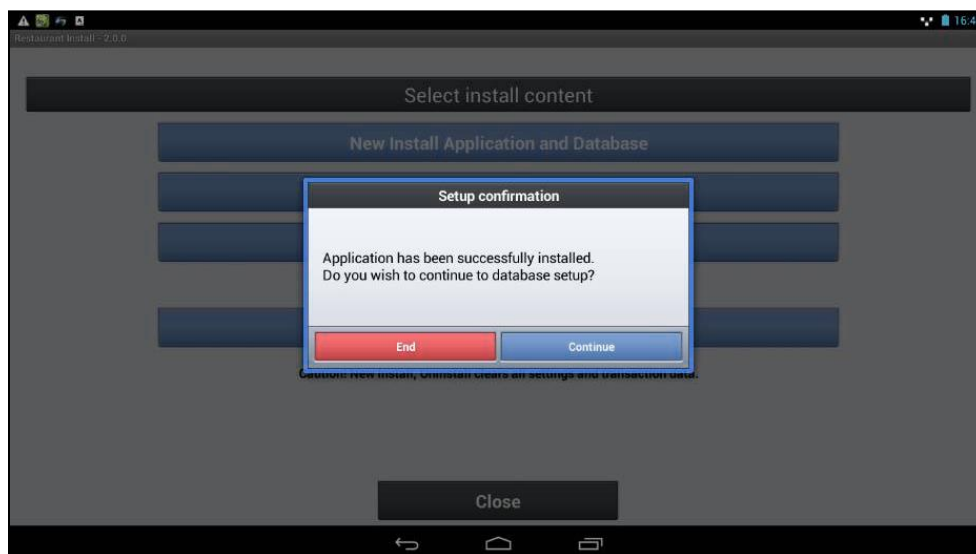 16:4
Restaurant Install - 2.0.0
Select install content
New Install Application and Database
Setup confirmation
Application has been successfully installed.
Do you wish to continue to database setup?
End
Continue
Caution! New Install, Uninstall clears all settings and transaction data.
Close